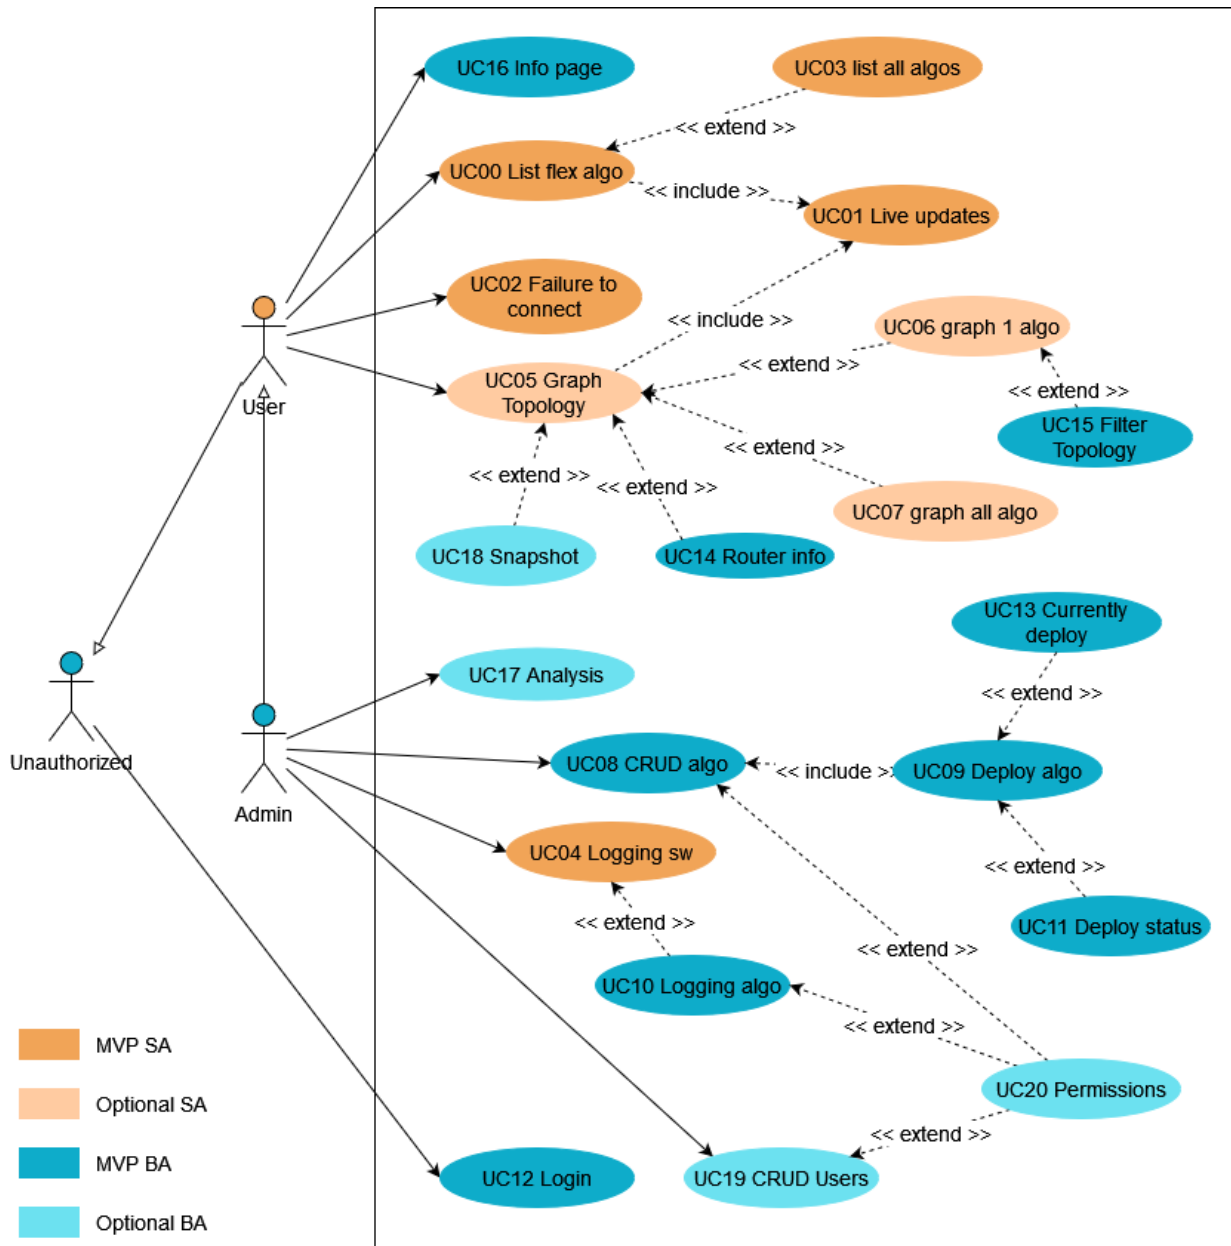 UC16 Info page
UC03 list all algos
<< extend >>
UC00 List flex algo
<< include >>
UC01 Live updates
UC02 Failure to
connect
<< include >>
UC06 graph 1 algo
<< extend >>
UC05 Graph
Topology
<< extend >>
User
UC15 Filter
Topology
<< extend >>
<< extend >>
<< extend >>
UC07 graph all algo
UC18 Snapshot
UC14 Router info
UC13 Currently
deploy
UC17 Analysis
<< extend >>
Unauthorized
UC08 CRUD algo
<< include >>
UC09 Deploy algo
Admin
UC04 Logging sw
<< extend >>
<< extend >>
UC11 Deploy status
<< extend >>
UC10 Logging algo
<< extend >>
MVP SA
UC20 Permissions
Optional SA
<< extend >>
MVP BA
UC12 Login
UC19 CRUD Users
Optional BA